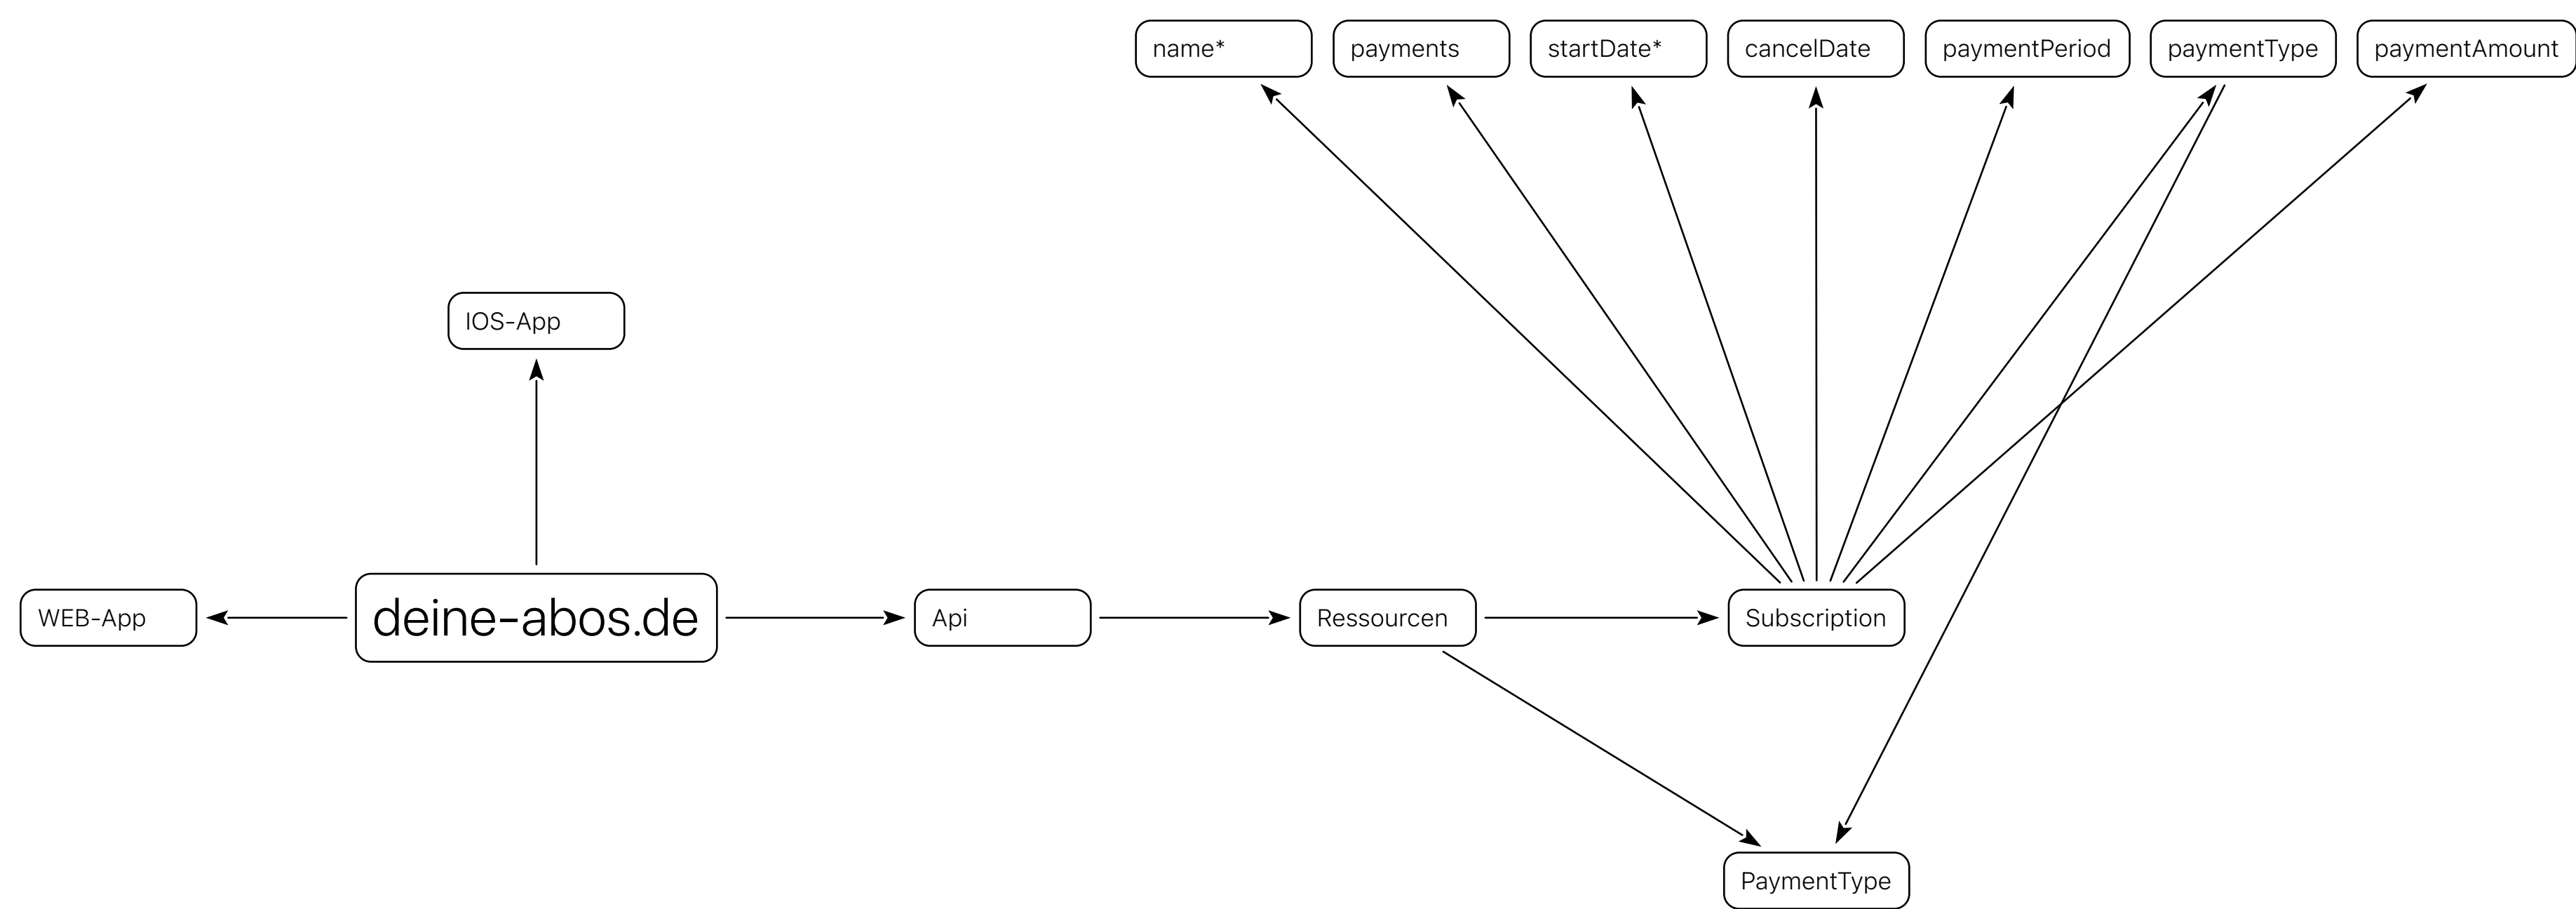 name*
payments
startDate*
cancelDate
paymentPeriod
paymentType
paymentAmount
IOS-App
WEB-App
deine-abos.de
Api
Ressourcen
Subscription
PaymentType